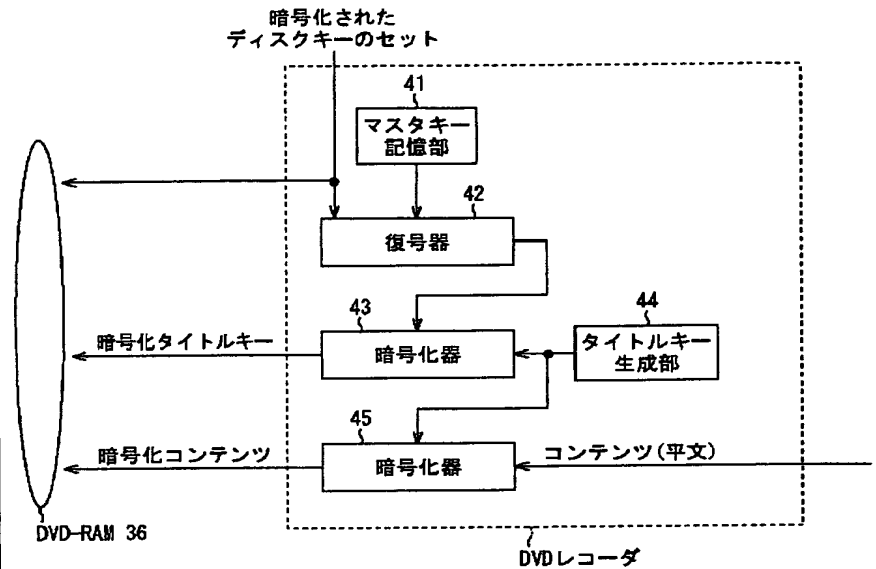 暗号化された
ディスクキーのセット
41
マスタキー
記憶部
42
復号器
43
44
暗号化タイトルキー
暗号化器
タイトルキー
生成部
45
暗号化コンテンツ
暗号化器
コンテンツ(平文)
DVD-RAM 36
DVDレコーダ